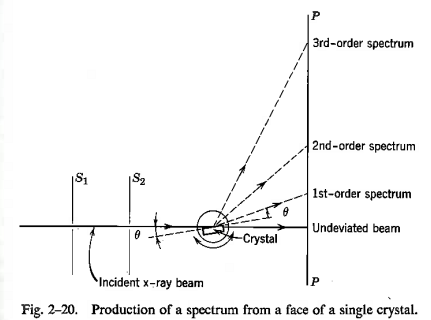 P
3rd-order spectrum
2nd-order spectrum
S1
S2
1st-order spectrum
θ
θ
Undeviated beam
Crystal
Incident x-ray beam
P
Fig. 2-20. Production of a spectrum from a face of a single crystal.